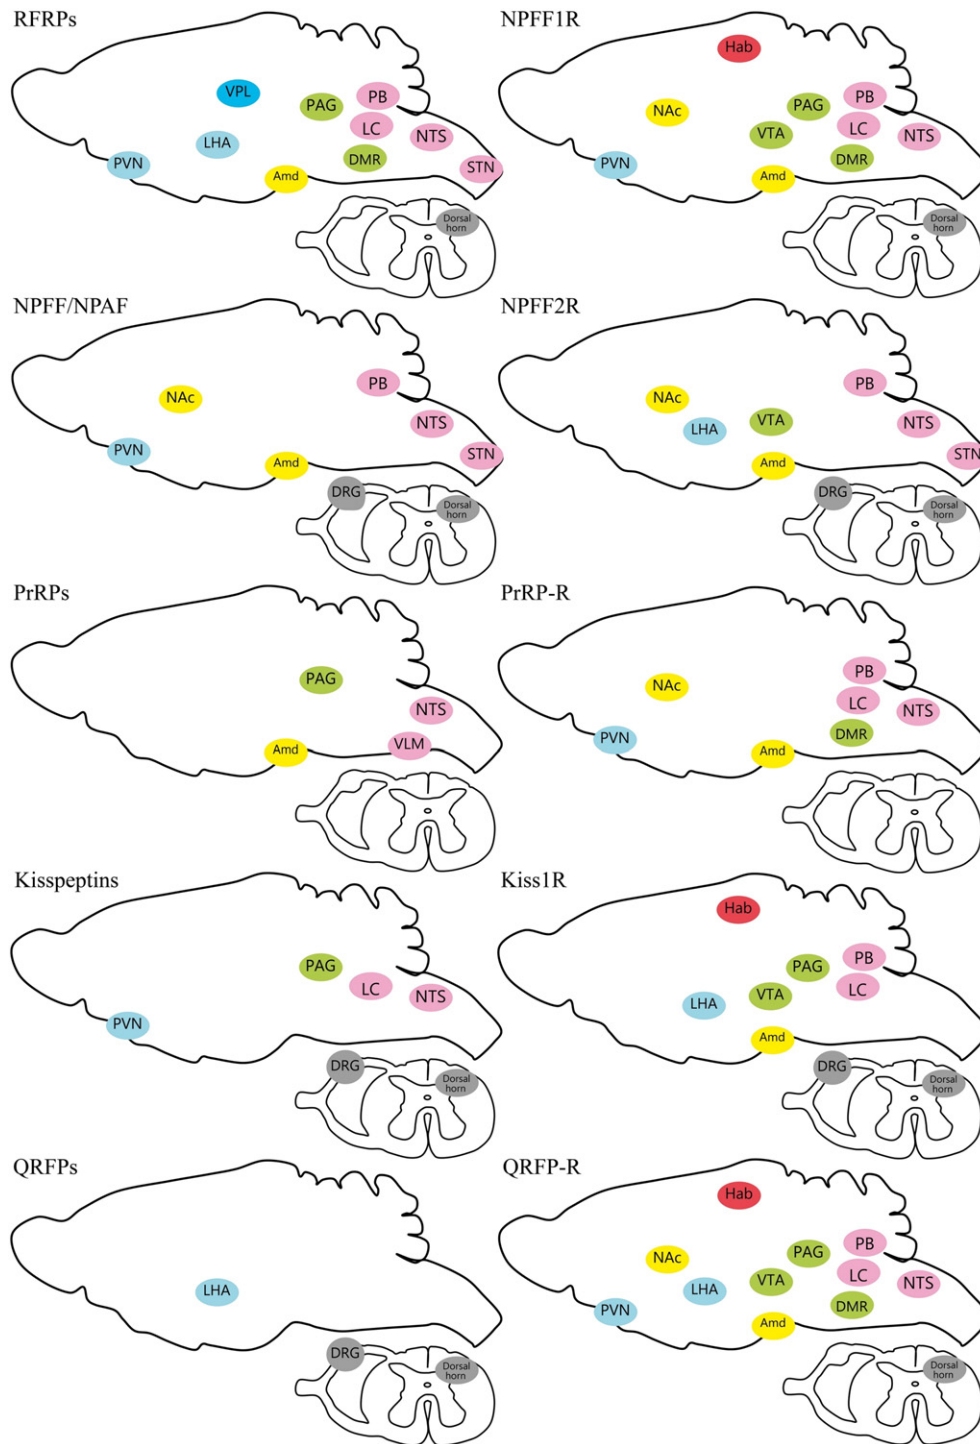 RFRPs
VPL
PAG
PB
LC
LHA
NTS
DMR
PVN
Amd
STN
Dorsal
horn
NPFF1R
Hab
NAc
PAG
PB
VTA
LC
NTS
DMR
PVN
Amd
Dorsal
horn
NPFF/NPAF
PB
NAc
NTS
PVN
STN
Amd
DRG
Dorsal
horn
NPFF2R
PB
NAc
LHA
VTA
NTS
STN
Amd
DRG
Dorsal
horn
PrRPs
PAG
NTS
VLM
Amd
PrRP-R
PB
NAc
LC
NTS
DMR
PVN
Amd
Kisspeptins
PAG
LC
NTS
PVN
DRG
Dorsal
horn
Kiss1R
Hab
PB
PAG
LC
VTA
LHA
Amd
DRG
Dorsal
horn
QRFPs
LHA
DRG
Dorsal
horn
QRFP-R
Hab
PB
PAG
NAc
LC
VTA
NTS
LHA
DMR
PVN
Amd
Dorsal
horn